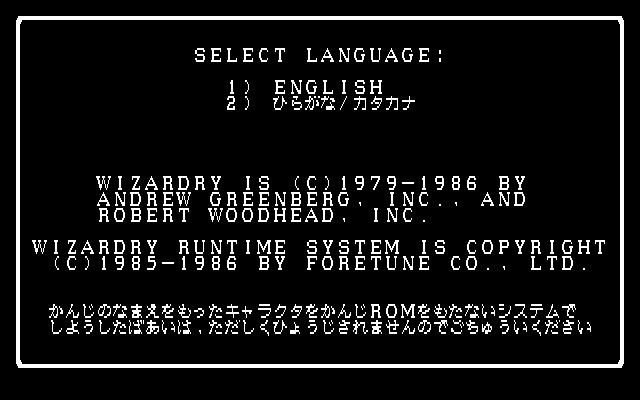 SELECT LANGUAGE:
1) ENGLISH
2) ひらがな/カタカナ
WIZARDRY IS (C)1979-1986 BY
ANDREW GREENBERG, INC., AND
ROBERT WOODHEAD, INC.
WIZARDRY RUNTIME SYSTEM IS COPYRIGHT
(C)1985-1986 BY FORETUNE CO., LTD.
かんじのなまえをもったキャラクタをかんじROMをもたないシステムで
しようしたばあいは,ただしくひょうじされませんのでごちゅういください